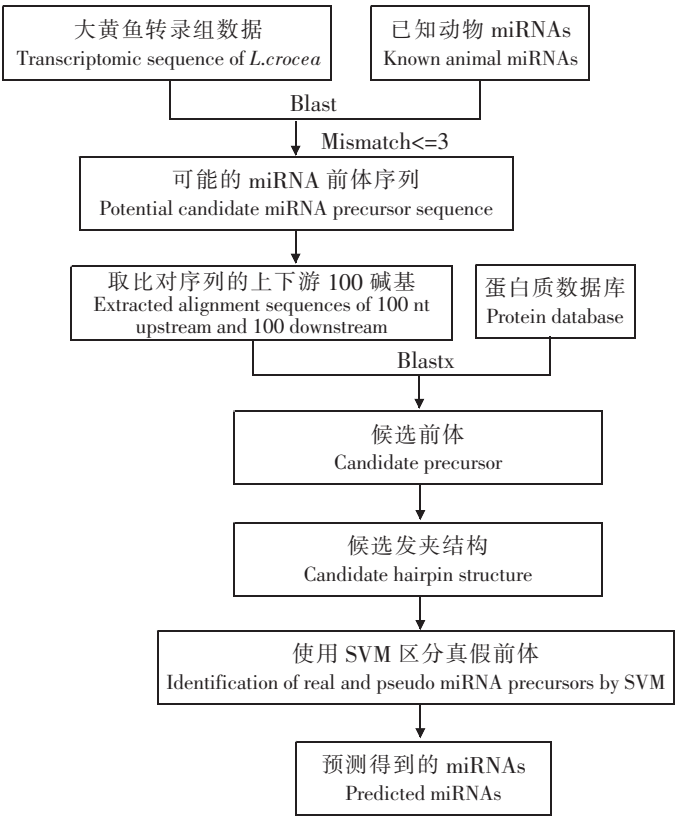 大黄鱼转录组数据
Transcriptomic sequence of L.crocea
已知动物 miRNAs
Known animal miRNAs
Blast
Mismatch<=3
可能的 miRNA 前体序列
Potential candidate miRNA precursor sequence
取比对序列的上下游 100 碱基
Extracted alignment sequences of 100 nt
upstream and 100 downstream
蛋白质数据库
Protein database
Blastx
候选前体
Candidate precursor
候选发夹结构
Candidate hairpin structure
使用 SVM 区分真假前体
Identification of real and pseudo miRNA precursors by SVM
预测得到的 miRNAs
Predicted miRNAs